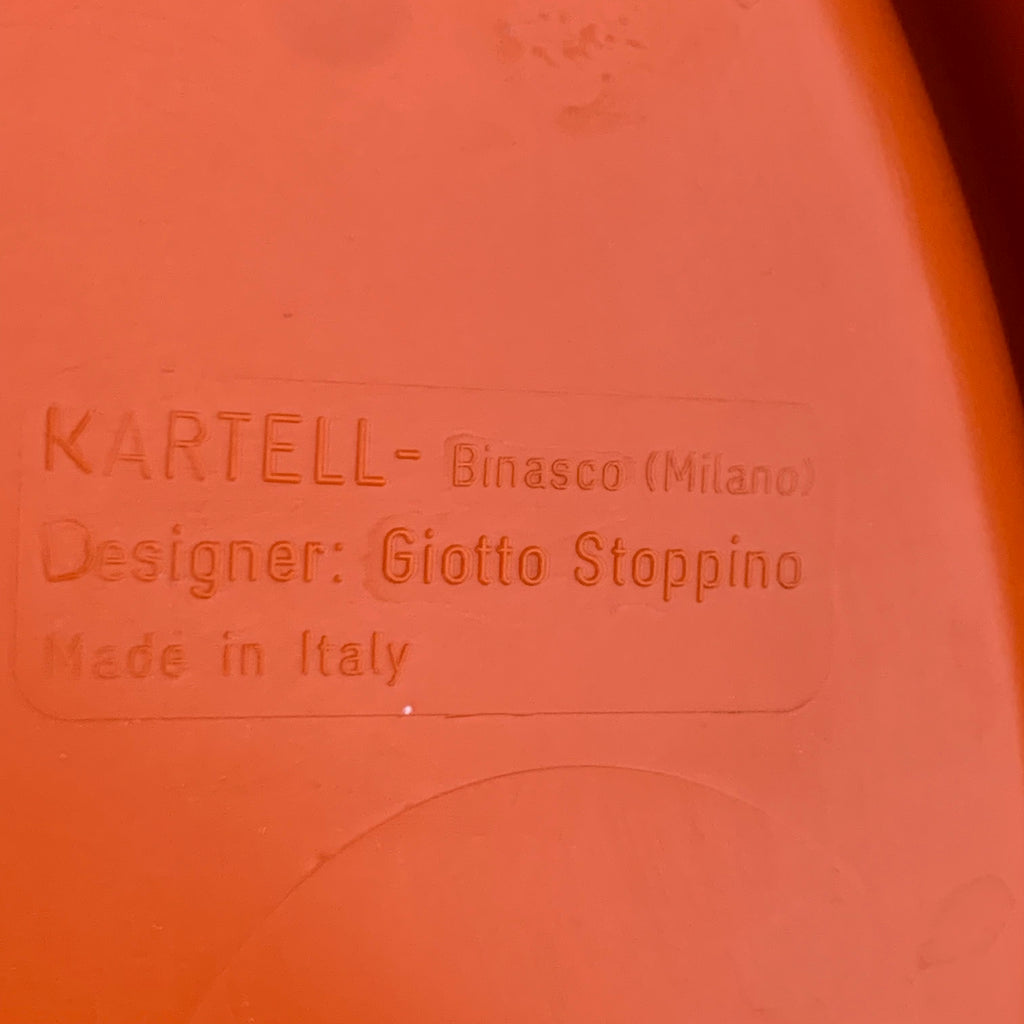 KARTELL- Binasco (Milano)
Designer: Giotto Stoppino
Made in Italy